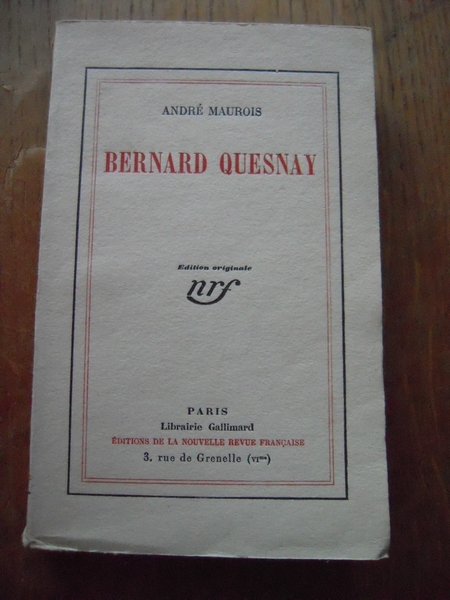 ANDRÉ MAUROIS
BERNARD QUESNAY
Edition originale
nrf
PARIS
Librairie Gallimard
ÉDITIONS DE LA NOUVELLE REVUE FRANÇAISE
3, rue de Grenelle (VIme)